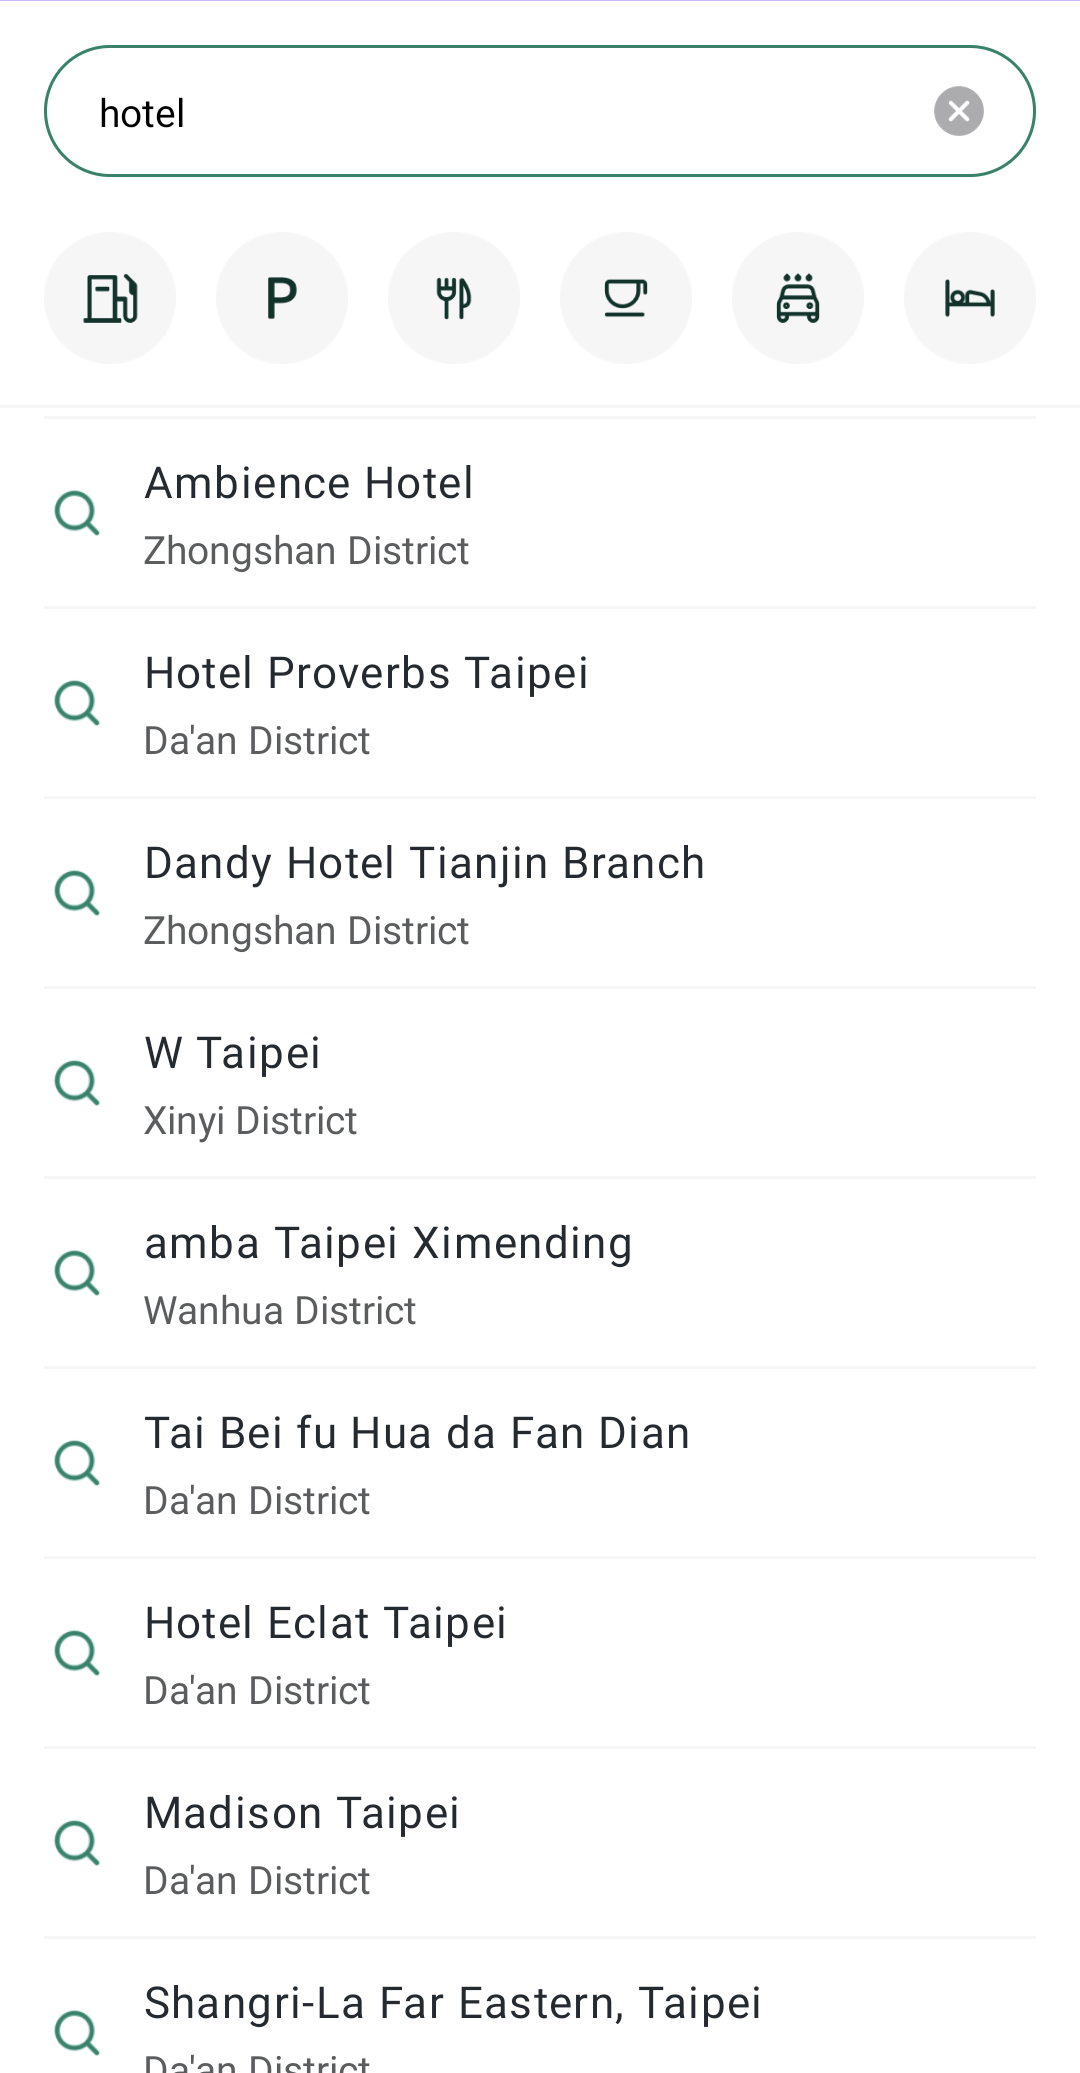 hotel
P
Ambience Hotel
Zhongshan District
Hotel Proverbs Taipei
Da'an District
Dandy Hotel Tianjin Branch
Zhongshan District
W Taipei
Xinyi District
amba Taipei Ximending
Wanhua District
Tai Bei fu Hua da Fan Dian
Da'an District
Hotel Eclat Taipei
Da'an District
Madison Taipei
Da'an District
Shangri-La Far Eastern, Taipei
Da'an District